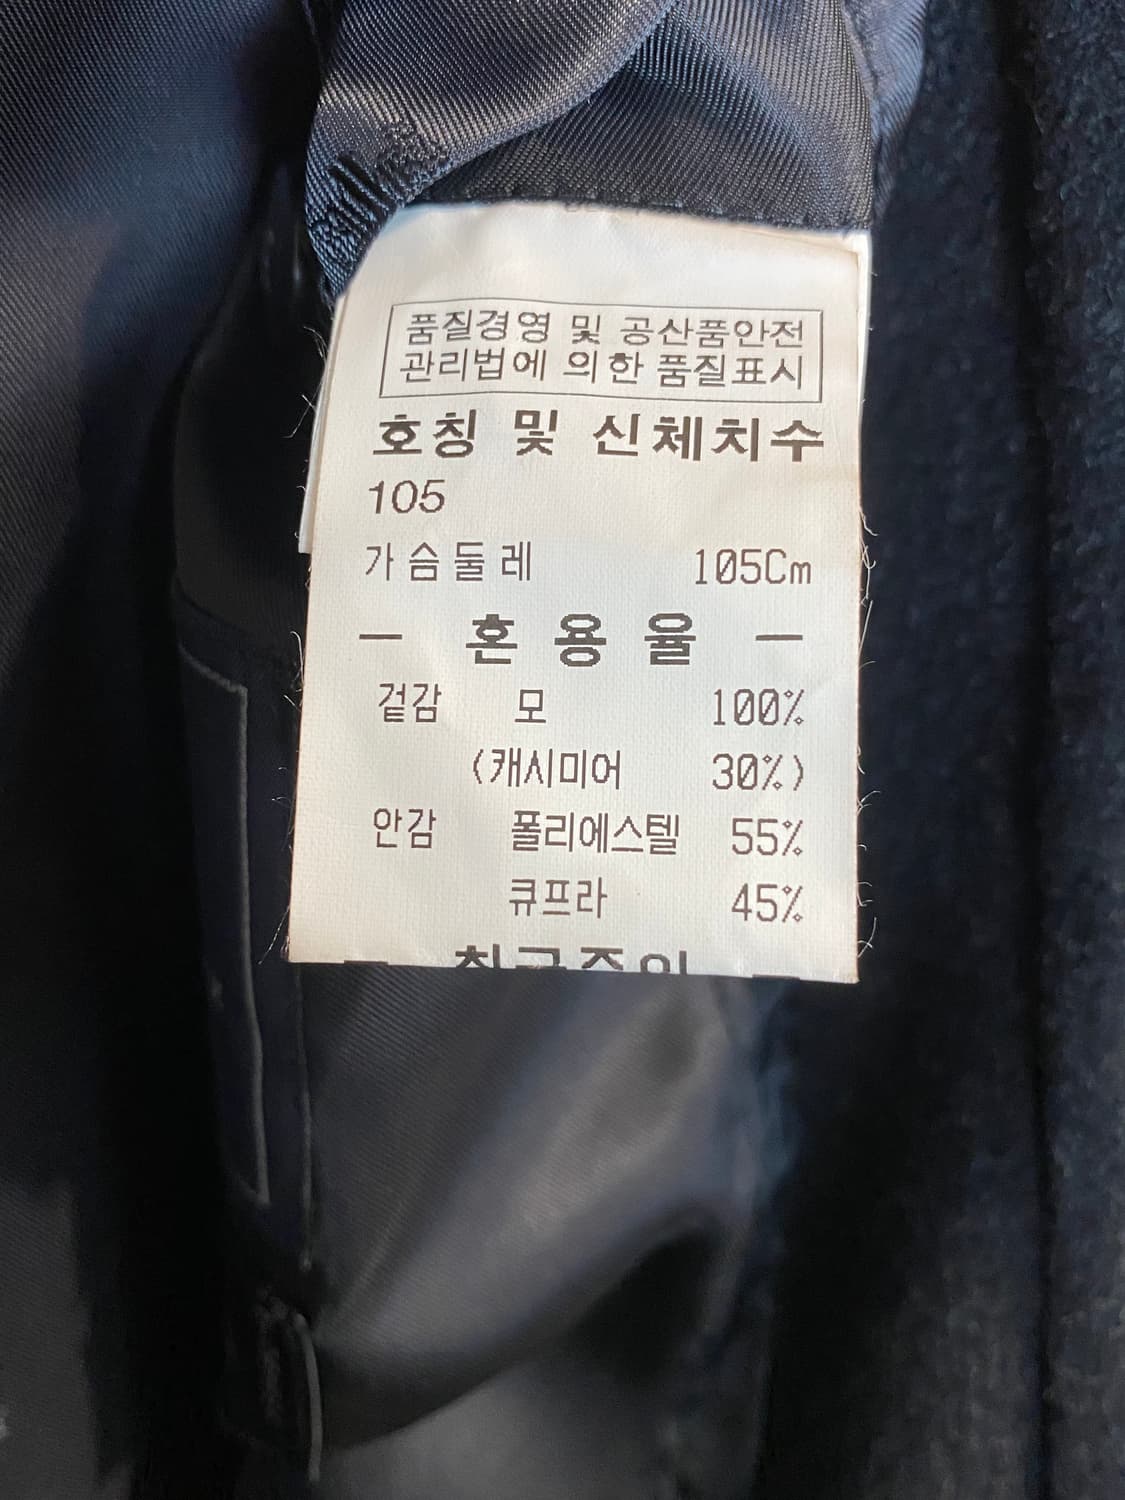 품질경영 및 공산품안전
관리법에 의한 품질표시
호칭 및 신체치수
105
가슴둘레 105Cm
— 혼용율 —
겉감 모 100%
(캐시미어 30%)
안감 폴리에스텔 55%
큐프라 45%